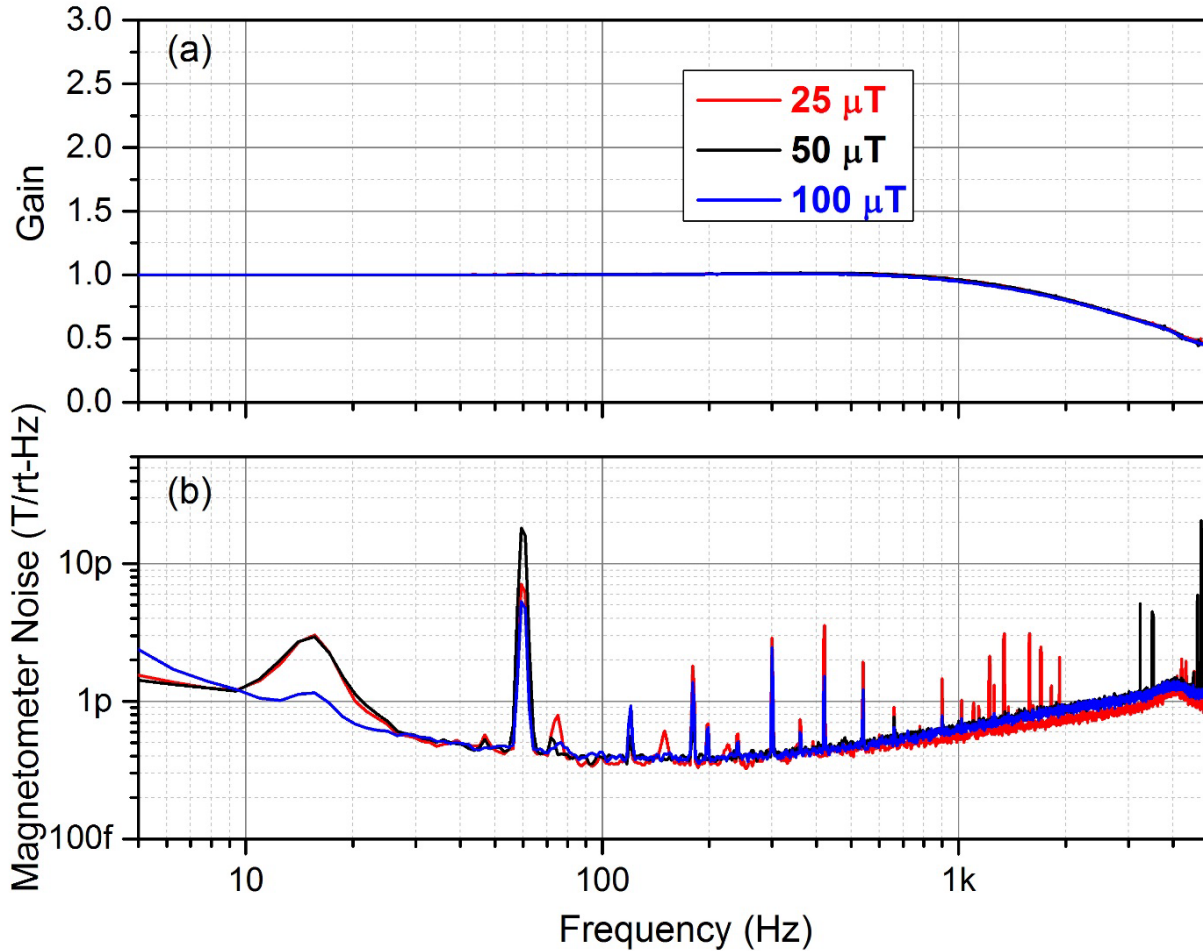 (a)
Gain
3.0
2.5
2.0
1.5
1.0
0.5
0.0
25 μT
50 μT
100 μT
(b)
Magnetometer Noise (T/rt-Hz)
10p
1p
100f
10
100
1k
Frequency (Hz)